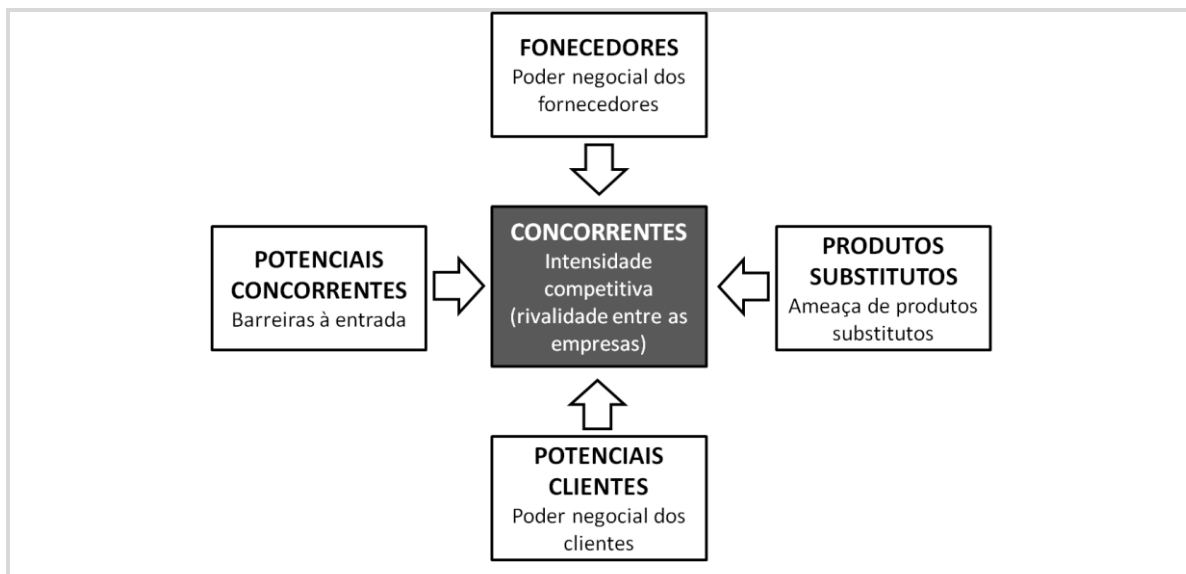 FONECEDORES
Poder negocial dos
fornecedores
POTENCIAIS
CONCORRENTES
Barreiras à entrada
CONCORRENTES
Intensidade
competitiva
(rivalidade entre as
empresas)
PRODUTOS
SUBSTITUTOS
Ameaça de produtos
substitutos
POTENCIAIS
CLIENTES
Poder negocial dos
clientes